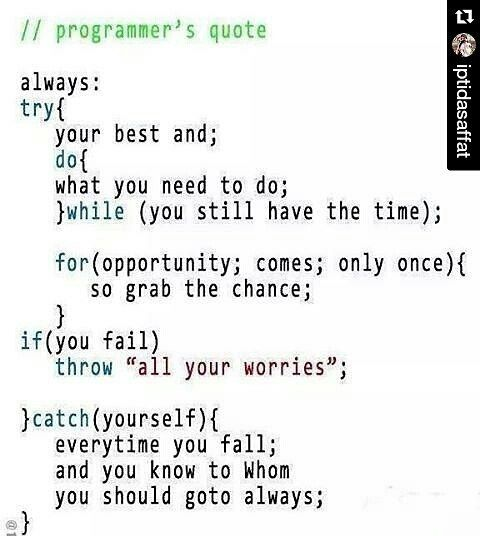 // programmer's quote
always:
try{
your best and;
do{
what you need to do;
}while (you still have the time);
for(opportunity; comes; only once){
so grab the chance;
}
if(you fail)
throw “all your worries”;
}catch(yourself){
everytime you fall;
and you know to Whom
you should goto always;
}
iptidasaffat